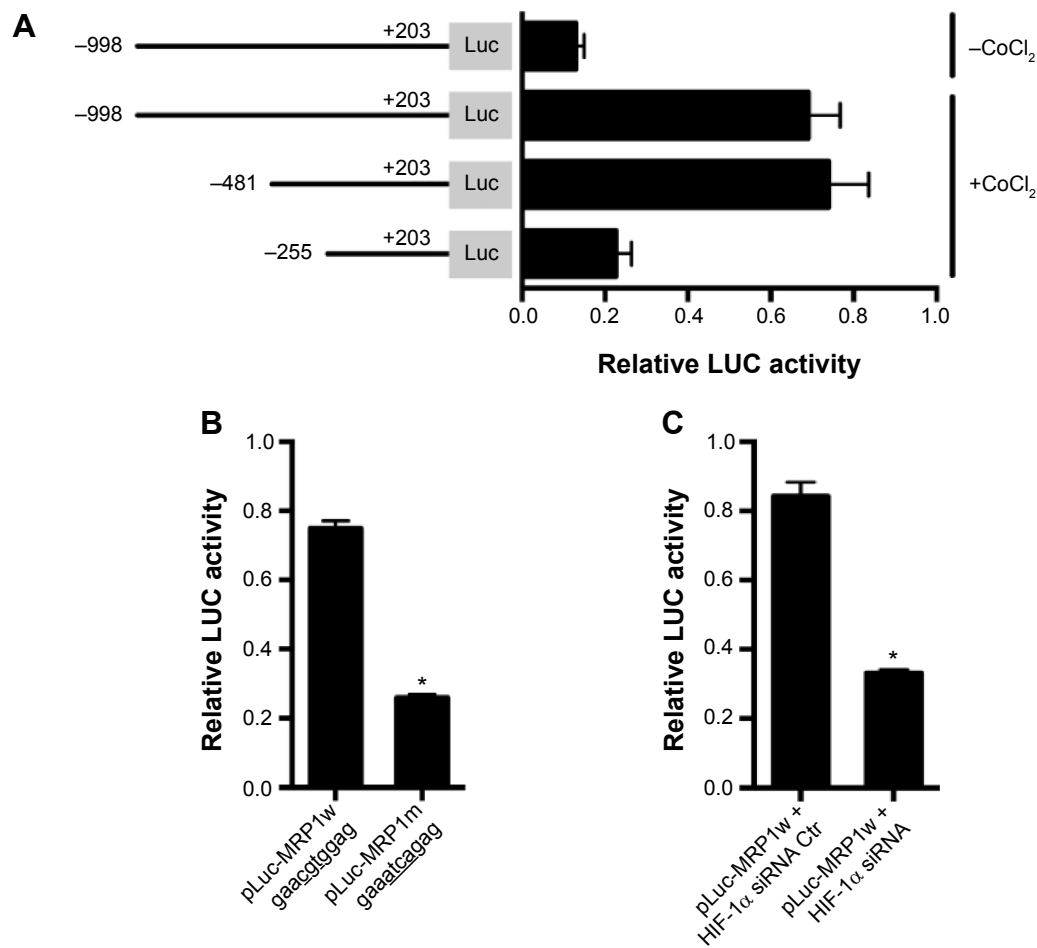 A
–998 +203 Luc –CoCl₂
–998 +203 Luc
–481 +203 Luc +CoCl₂
–255 +203 Luc
0.0 0.2 0.4 0.6 0.8 1.0
Relative LUC activity
B
Relative LUC activity
1.0
0.8
0.6
0.4
0.2
0.0
*
pLuc-MRP1w
gaacgtggag
pLuc-MRP1m
gaaatcagag
C
Relative LUC activity
1.0
0.8
0.6
0.4
0.2
0.0
*
pLuc-MRP1w +
HIF-1α siRNA Ctr
pLuc-MRP1w +
HIF-1α siRNA